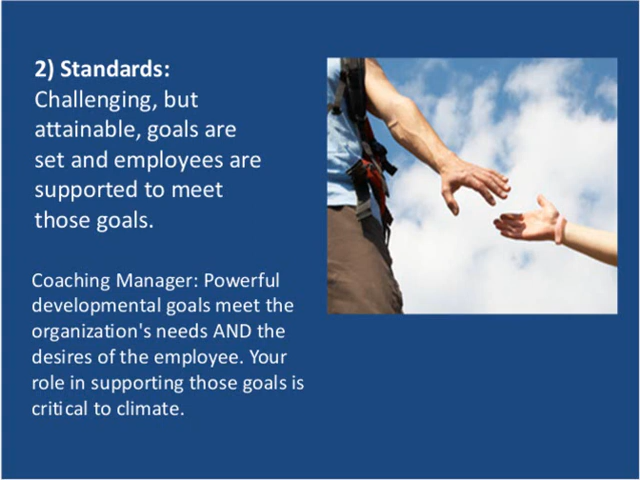 2) Standards:
Challenging, but
attainable, goals are
set and employees are
supported to meet
those goals.
Coaching Manager: Powerful
developmental goals meet the
organization's needs AND the
desires of the employee. Your
role in supporting those goals is
critical to climate.